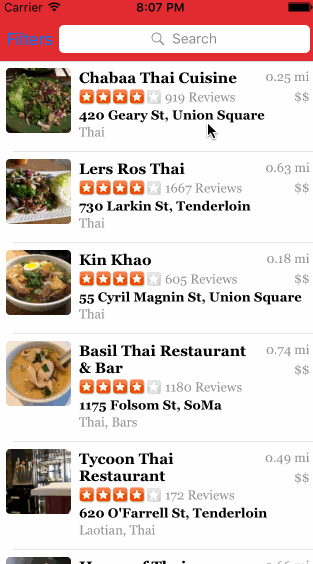 Carrier 8:07 PM
Filters Search
Chabaa Thai Cuisine 0.25 mi
919 Reviews $$
420 Geary St, Union Square
Thai
Lers Ros Thai 0.63 mi
1667 Reviews $$
730 Larkin St, Tenderloin
Thai
Kin Khao 0.18 mi
605 Reviews $$
55 Cyril Magnin St, Union Square
Thai
Basil Thai Restaurant 0.74 mi
& Bar $$
1180 Reviews
1175 Folsom St, SoMa
Thai, Bars
Tycoon Thai 0.49 mi
Restaurant $$
172 Reviews
620 O'Farrell St, Tenderloin
Laotian, Thai